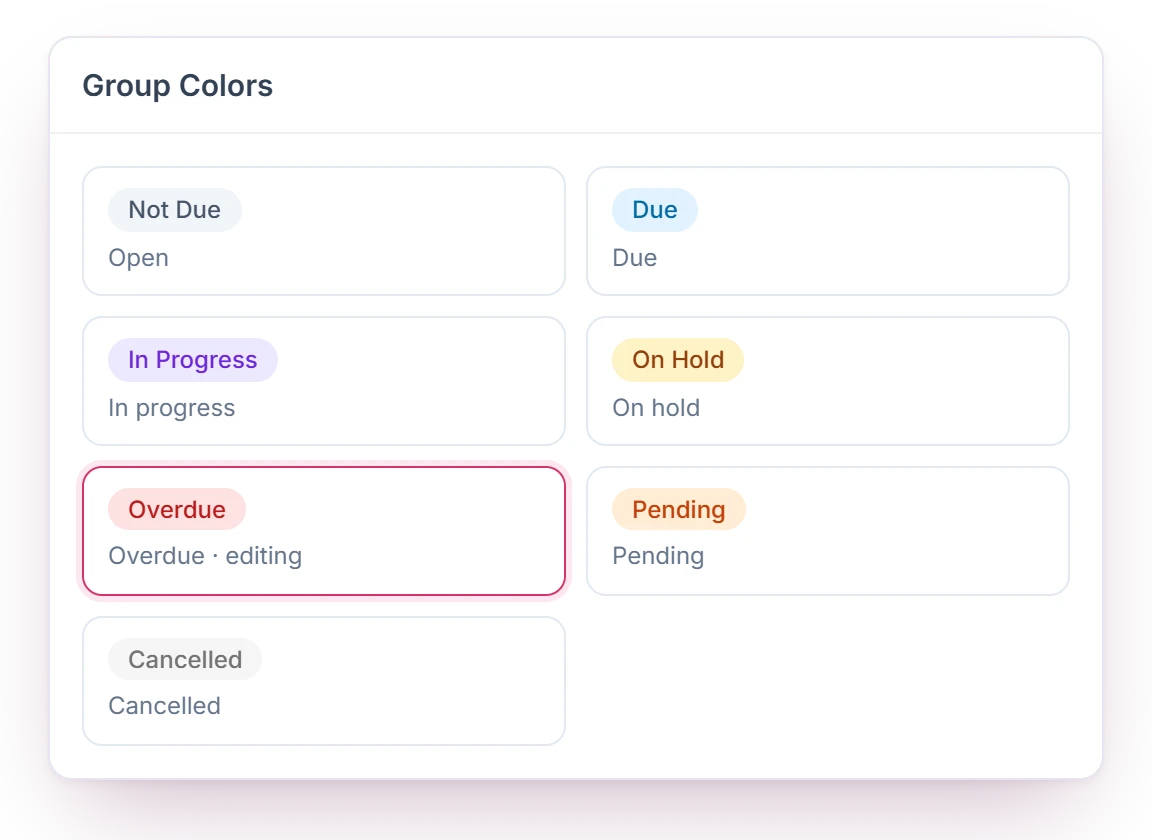 Group Colors
Not Due
Open
Due
Due
In Progress
In progress
On Hold
On hold
Overdue
Overdue · editing
Pending
Pending
Cancelled
Cancelled